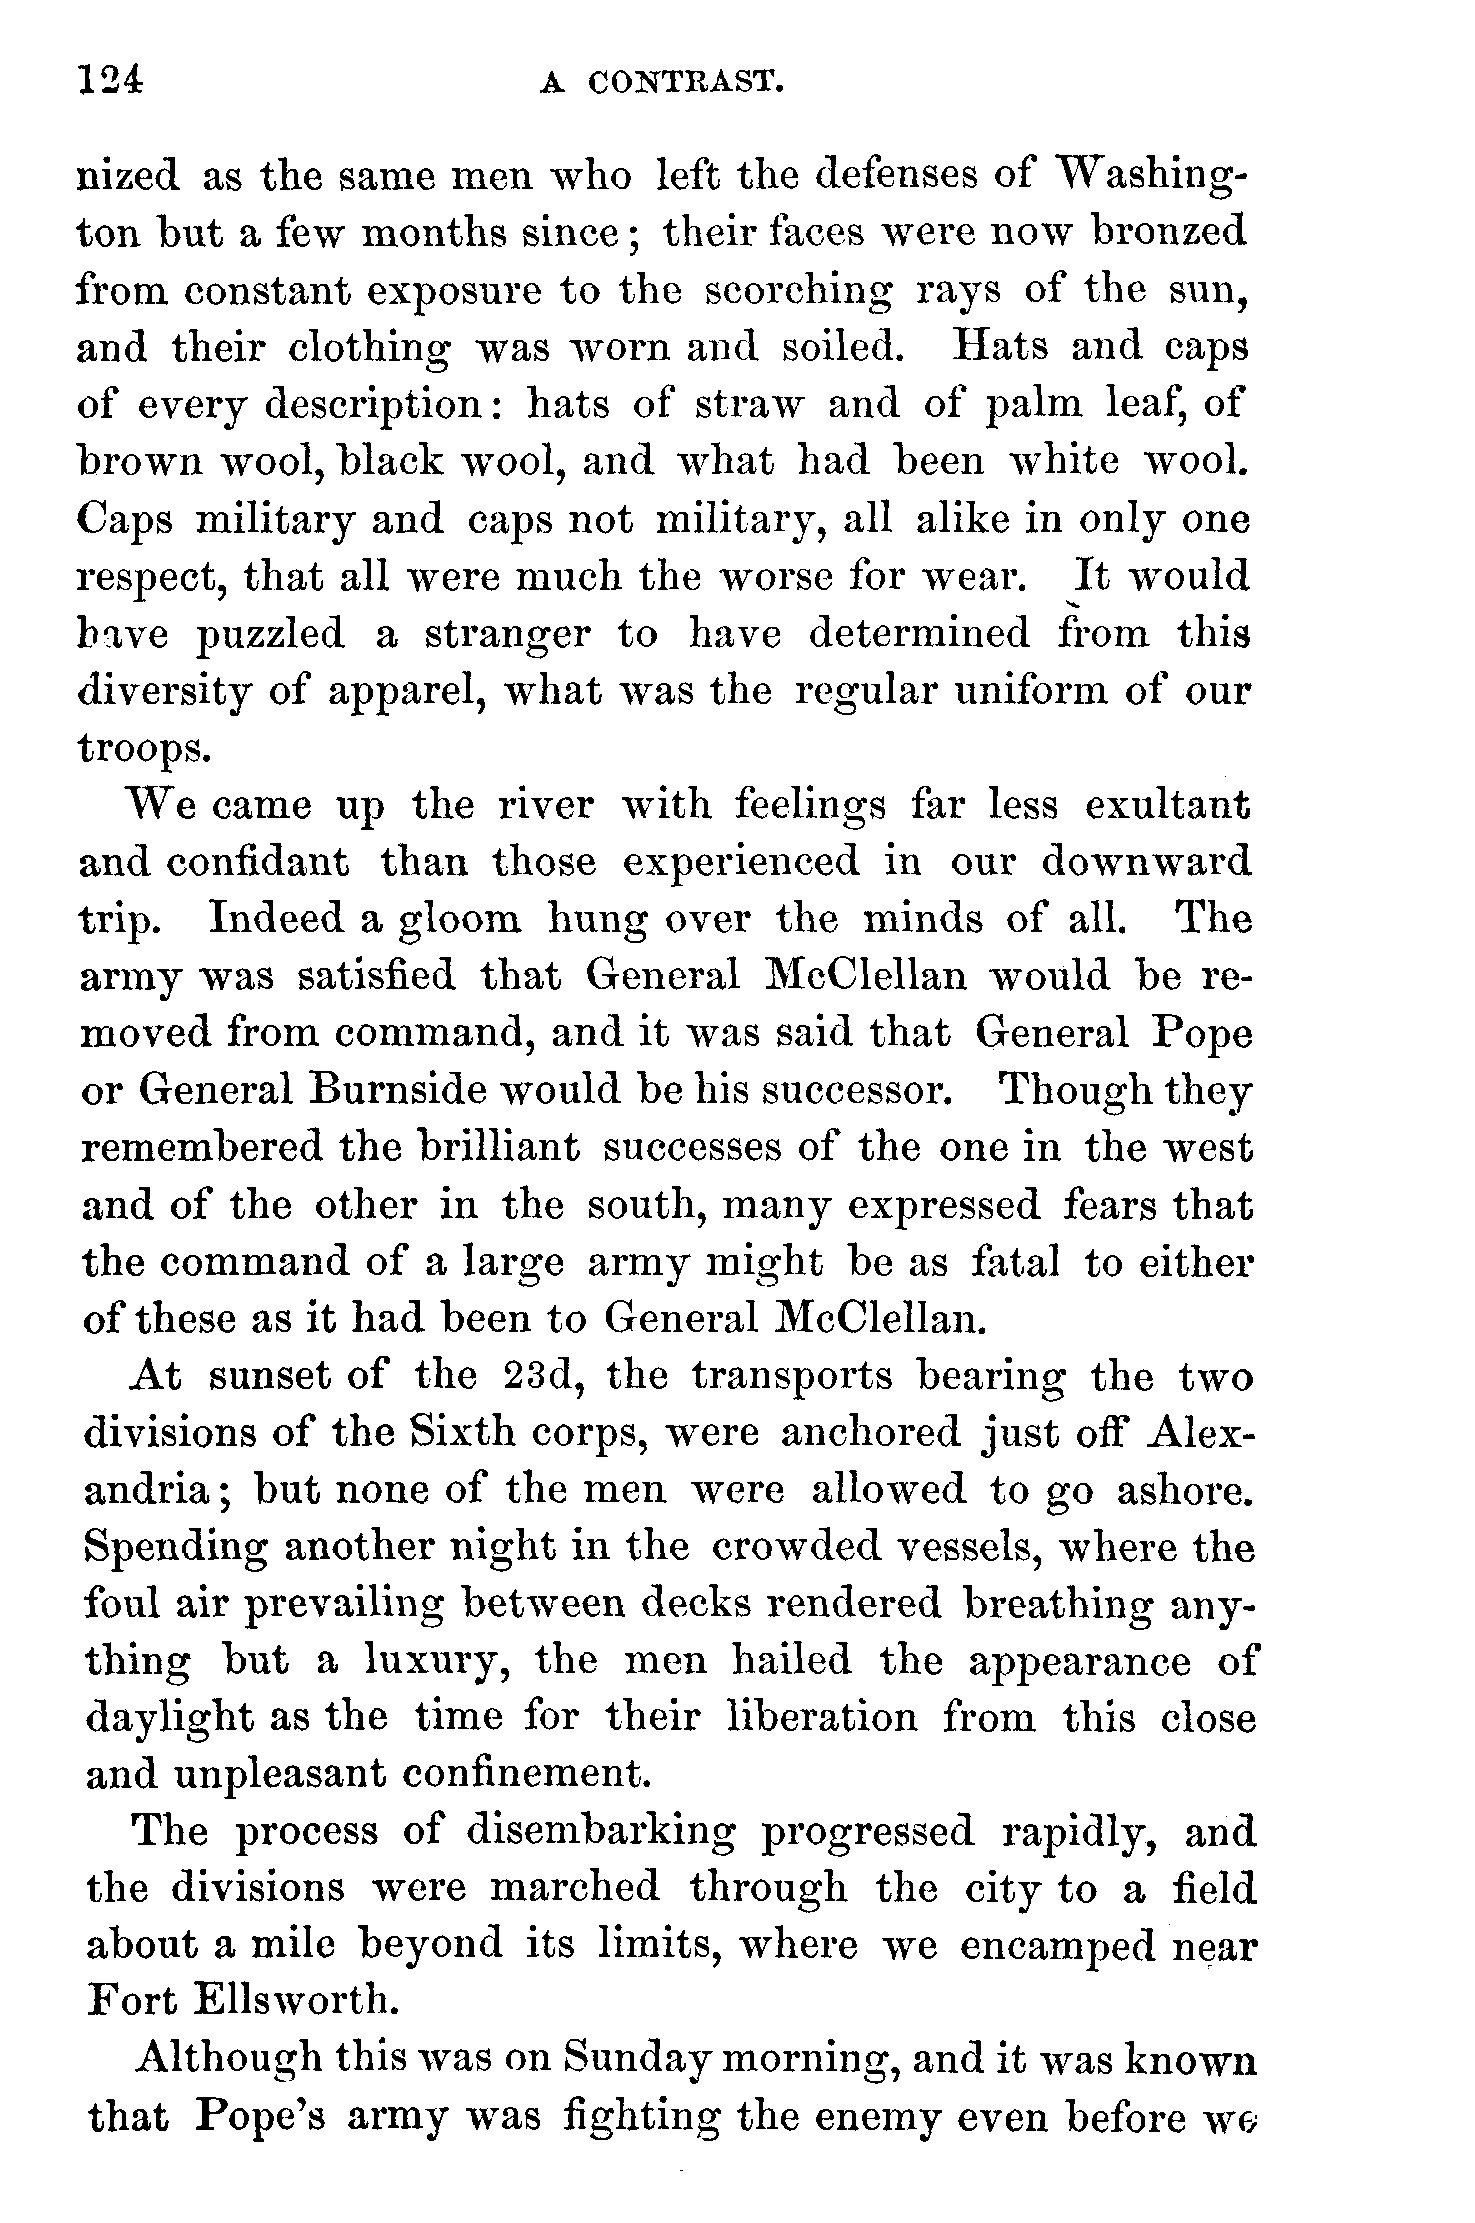 124 A CONTRAST.
nized as the same men who left the defenses of Washing-
ton but a few months since; their faces were now bronzed
from constant exposure to the scorching rays of the sun,
and their clothing was worn and soiled. Hats and caps
of every description: hats of straw and of palm leaf, of
brown wool, black wool, and what had been white wool.
Caps military and caps not military, all alike in only one
respect, that all were much the worse for wear. It would
have puzzled a stranger to have determined from this
diversity of apparel, what was the regular uniform of our
troops.
We came up the river with feelings far less exultant
and confidant than those experienced in our downward
trip. Indeed a gloom hung over the minds of all. The
army was satisfied that General McClellan would be re-
moved from command, and it was said that General Pope
or General Burnside would be his successor. Though they
remembered the brilliant successes of the one in the west
and of the other in the south, many expressed fears that
the command of a large army might be as fatal to either
of these as it had been to General McClellan.
At sunset of the 23d, the transports bearing the two
divisions of the Sixth corps, were anchored just off Alex-
andria; but none of the men were allowed to go ashore.
Spending another night in the crowded vessels, where the
foul air prevailing between decks rendered breathing any-
thing but a luxury, the men hailed the appearance of
daylight as the time for their liberation from this close
and unpleasant confinement.
The process of disembarking progressed rapidly, and
the divisions were marched through the city to a field
about a mile beyond its limits, where we encamped near
Fort Ellsworth.
Although this was on Sunday morning, and it was known
that Pope's army was fighting the enemy even before we